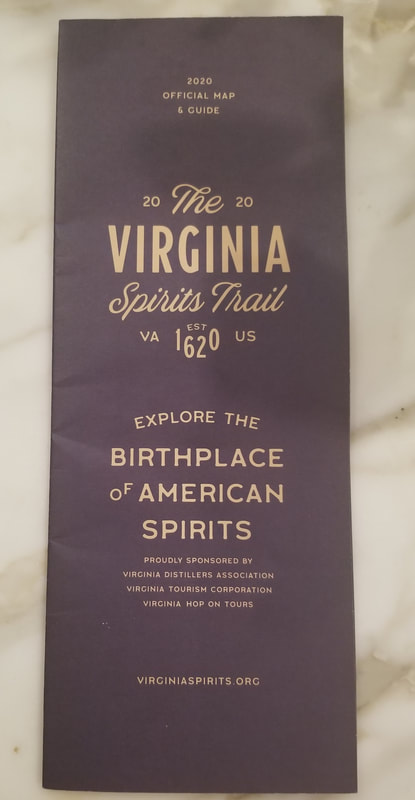 2020
OFFICIAL MAP
& GUIDE
20 The 20
VIRGINIA
Spirits Trail
VA EST 1620 US
EXPLORE THE
BIRTHPLACE
OF AMERICAN
SPIRITS
PROUDLY SPONSORED BY
VIRGINIA DISTILLERS ASSOCIATION
VIRGINIA TOURISM CORPORATION
VIRGINIA HOP ON TOURS
VIRGINIASPIRITS.ORG